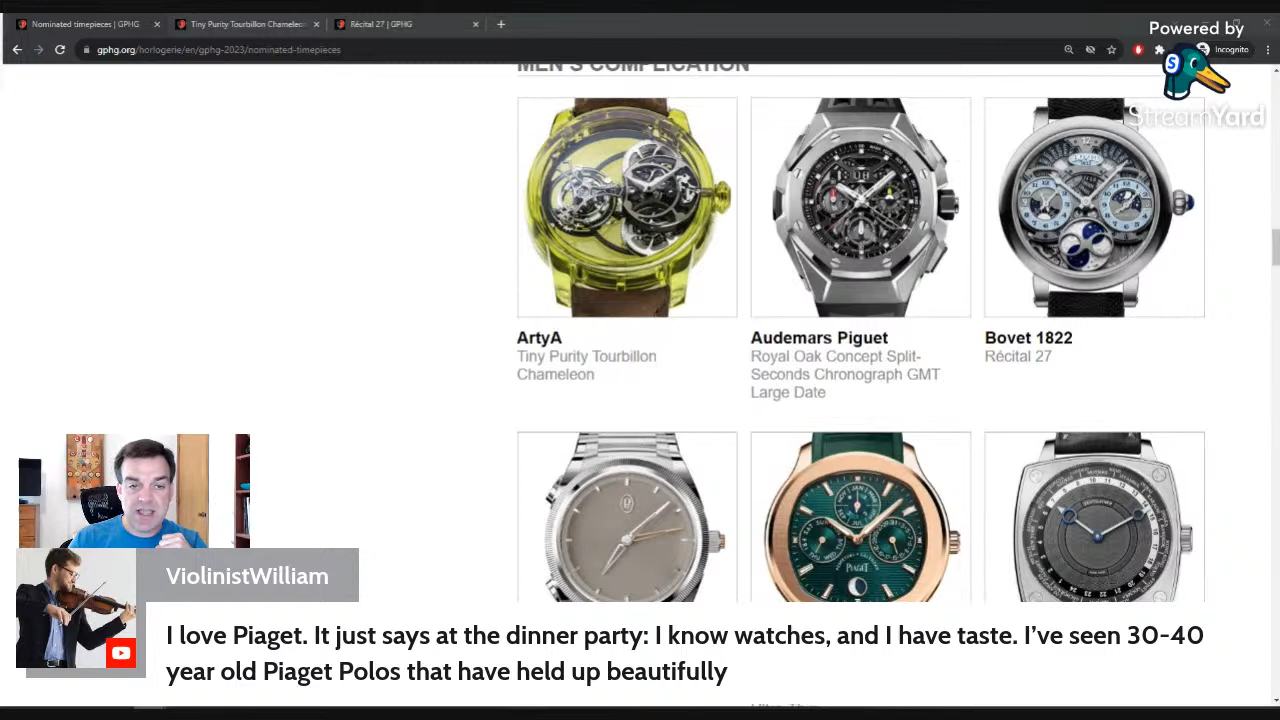 Nominated timepieces | GPHG
Tiny Purity Tourbillon Chameleon
Récital 27 | GPHG
gphg.org/horlogerie/en/gphg-2023/nominated-timepieces
Incognito
Powered by
StreamYard
MEN'S COMPLICATION
ArtyA
Tiny Purity Tourbillon
Chameleon
Audemars Piguet
Royal Oak Concept Split-
Seconds Chronograph GMT
Large Date
Bovet 1822
Récital 27
PIAGET
ViolinistWilliam
I love Piaget. It just says at the dinner party: I know watches, and I have taste. I’ve seen 30-40
year old Piaget Polos that have held up beautifully